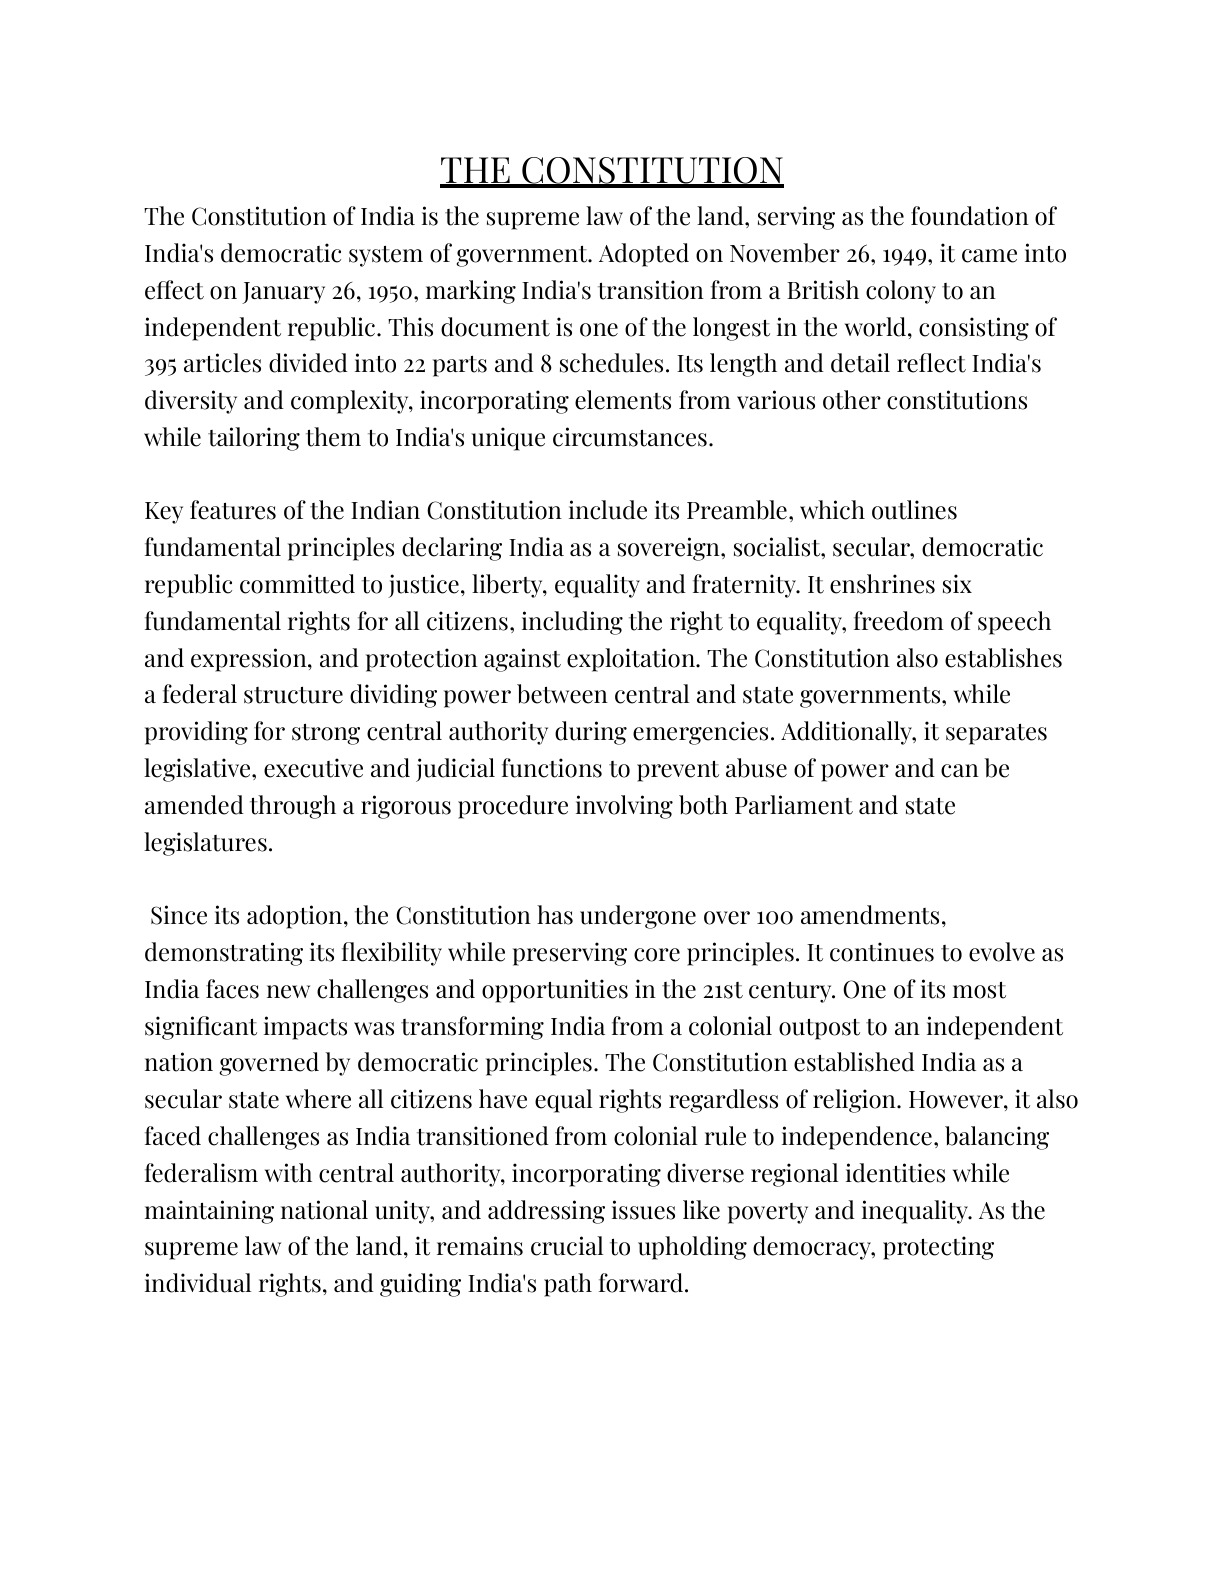 THE CONSTITUTION
The Constitution of India is the supreme law of the land, serving as the foundation of
India's democratic system of government. Adopted on November 26, 1949, it came into
effect on January 26, 1950, marking India's transition from a British colony to an
independent republic. This document is one of the longest in the world, consisting of
395 articles divided into 22 parts and 8 schedules. Its length and detail reflect India's
diversity and complexity, incorporating elements from various other constitutions
while tailoring them to India's unique circumstances.
Key features of the Indian Constitution include its Preamble, which outlines
fundamental principles declaring India as a sovereign, socialist, secular, democratic
republic committed to justice, liberty, equality and fraternity. It enshrines six
fundamental rights for all citizens, including the right to equality, freedom of speech
and expression, and protection against exploitation. The Constitution also establishes
a federal structure dividing power between central and state governments, while
providing for strong central authority during emergencies. Additionally, it separates
legislative, executive and judicial functions to prevent abuse of power and can be
amended through a rigorous procedure involving both Parliament and state
legislatures.
Since its adoption, the Constitution has undergone over 100 amendments,
demonstrating its flexibility while preserving core principles. It continues to evolve as
India faces new challenges and opportunities in the 21st century. One of its most
significant impacts was transforming India from a colonial outpost to an independent
nation governed by democratic principles. The Constitution established India as a
secular state where all citizens have equal rights regardless of religion. However, it also
faced challenges as India transitioned from colonial rule to independence, balancing
federalism with central authority, incorporating diverse regional identities while
maintaining national unity, and addressing issues like poverty and inequality. As the
supreme law of the land, it remains crucial to upholding democracy, protecting
individual rights, and guiding India's path forward.